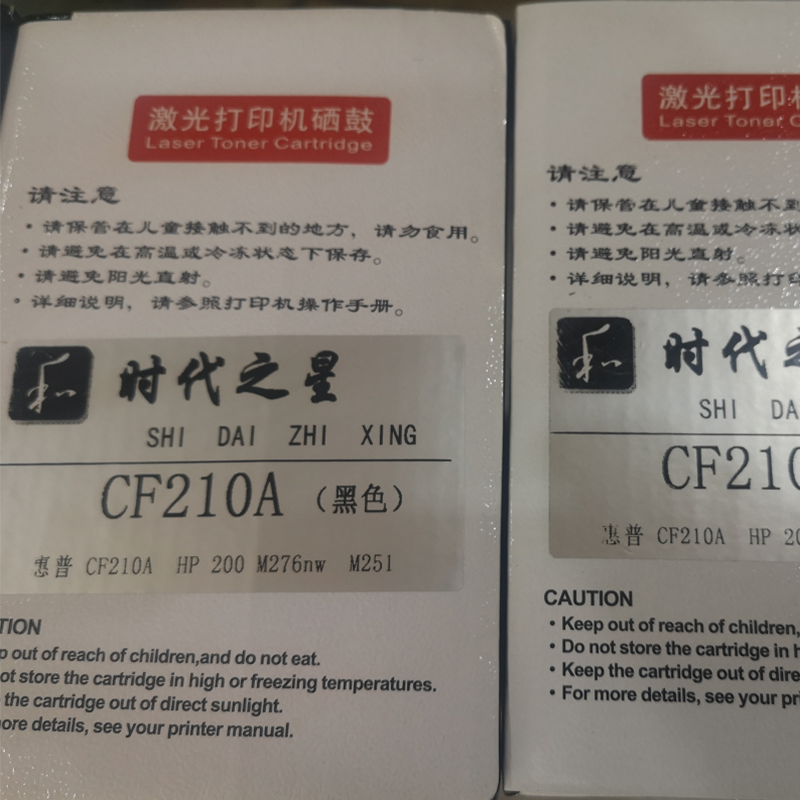 激光打印机硒鼓
Laser Toner Cartridge
请注意
· 请保管在儿童接触不到的地方，请勿食用。
· 请避免在高温或冷冻状态下保存。
· 请避免阳光直射。
· 详细说明，请参照打印机操作手册。
和 时代之星
SHI DAI ZHI XING
CF210A（黑色）
惠普 CF210A HP 200 M276nw M251
TION
p out of reach of children,and do not eat.
ot store the cartridge in high or freezing temperatures.
the cartridge out of direct sunlight.
ore details, see your printer manual.
激光打印
Laser Toner C
请注意
· 请保管在儿童接触不到
· 请避免在高温或冷冻状
· 请避免阳光直射。
· 详细说明，请参照打印
和 时代
SHI DA
CF210
惠普 CF210A HP 20
CAUTION
· Keep out of reach of children,
· Do not store the cartridge in h
· Keep the cartridge out of dire
· For more details, see your pri